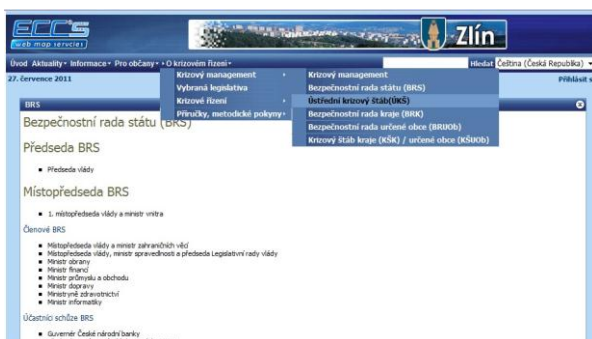 ECC'S
web map servicies
Zlín
Úvod Aktuality Informace Pro občany O krizovém řízení Hledat Čeština (Česká Republika)
27. července 2011 Přihlásit s
Krizový management
Vybraná legislativa
Krizové řízení
Příručky, metodické pokyny
Krizový management
Bezpečnostní rada státu (BRS)
Ústřední krizový štáb(ÚKŠ)
Bezpečnostní rada kraje (BRK)
Bezpečnostní rada určené obce (BRUOb)
Krizový štáb kraje (KŠK) / určené obce (KŠUOb)
BRS
Bezpečnostní rada státu (BRS)
Předseda BRS
Předseda vlády
Místopředseda BRS
1. místopředseda vlády a ministr vnitra
Členové BRS
Místopředseda vlády a ministr zahraničních věcí
Místopředseda vlády, ministr spravedlnosti a předseda Legislativní rady vlády
Ministr obrany
Ministr financí
Ministr průmyslu a obchodu
Ministr dopravy
Ministryně zdravotnictví
Ministr informatiky
Účastníci schůze BRS
Guvernér České národní banky